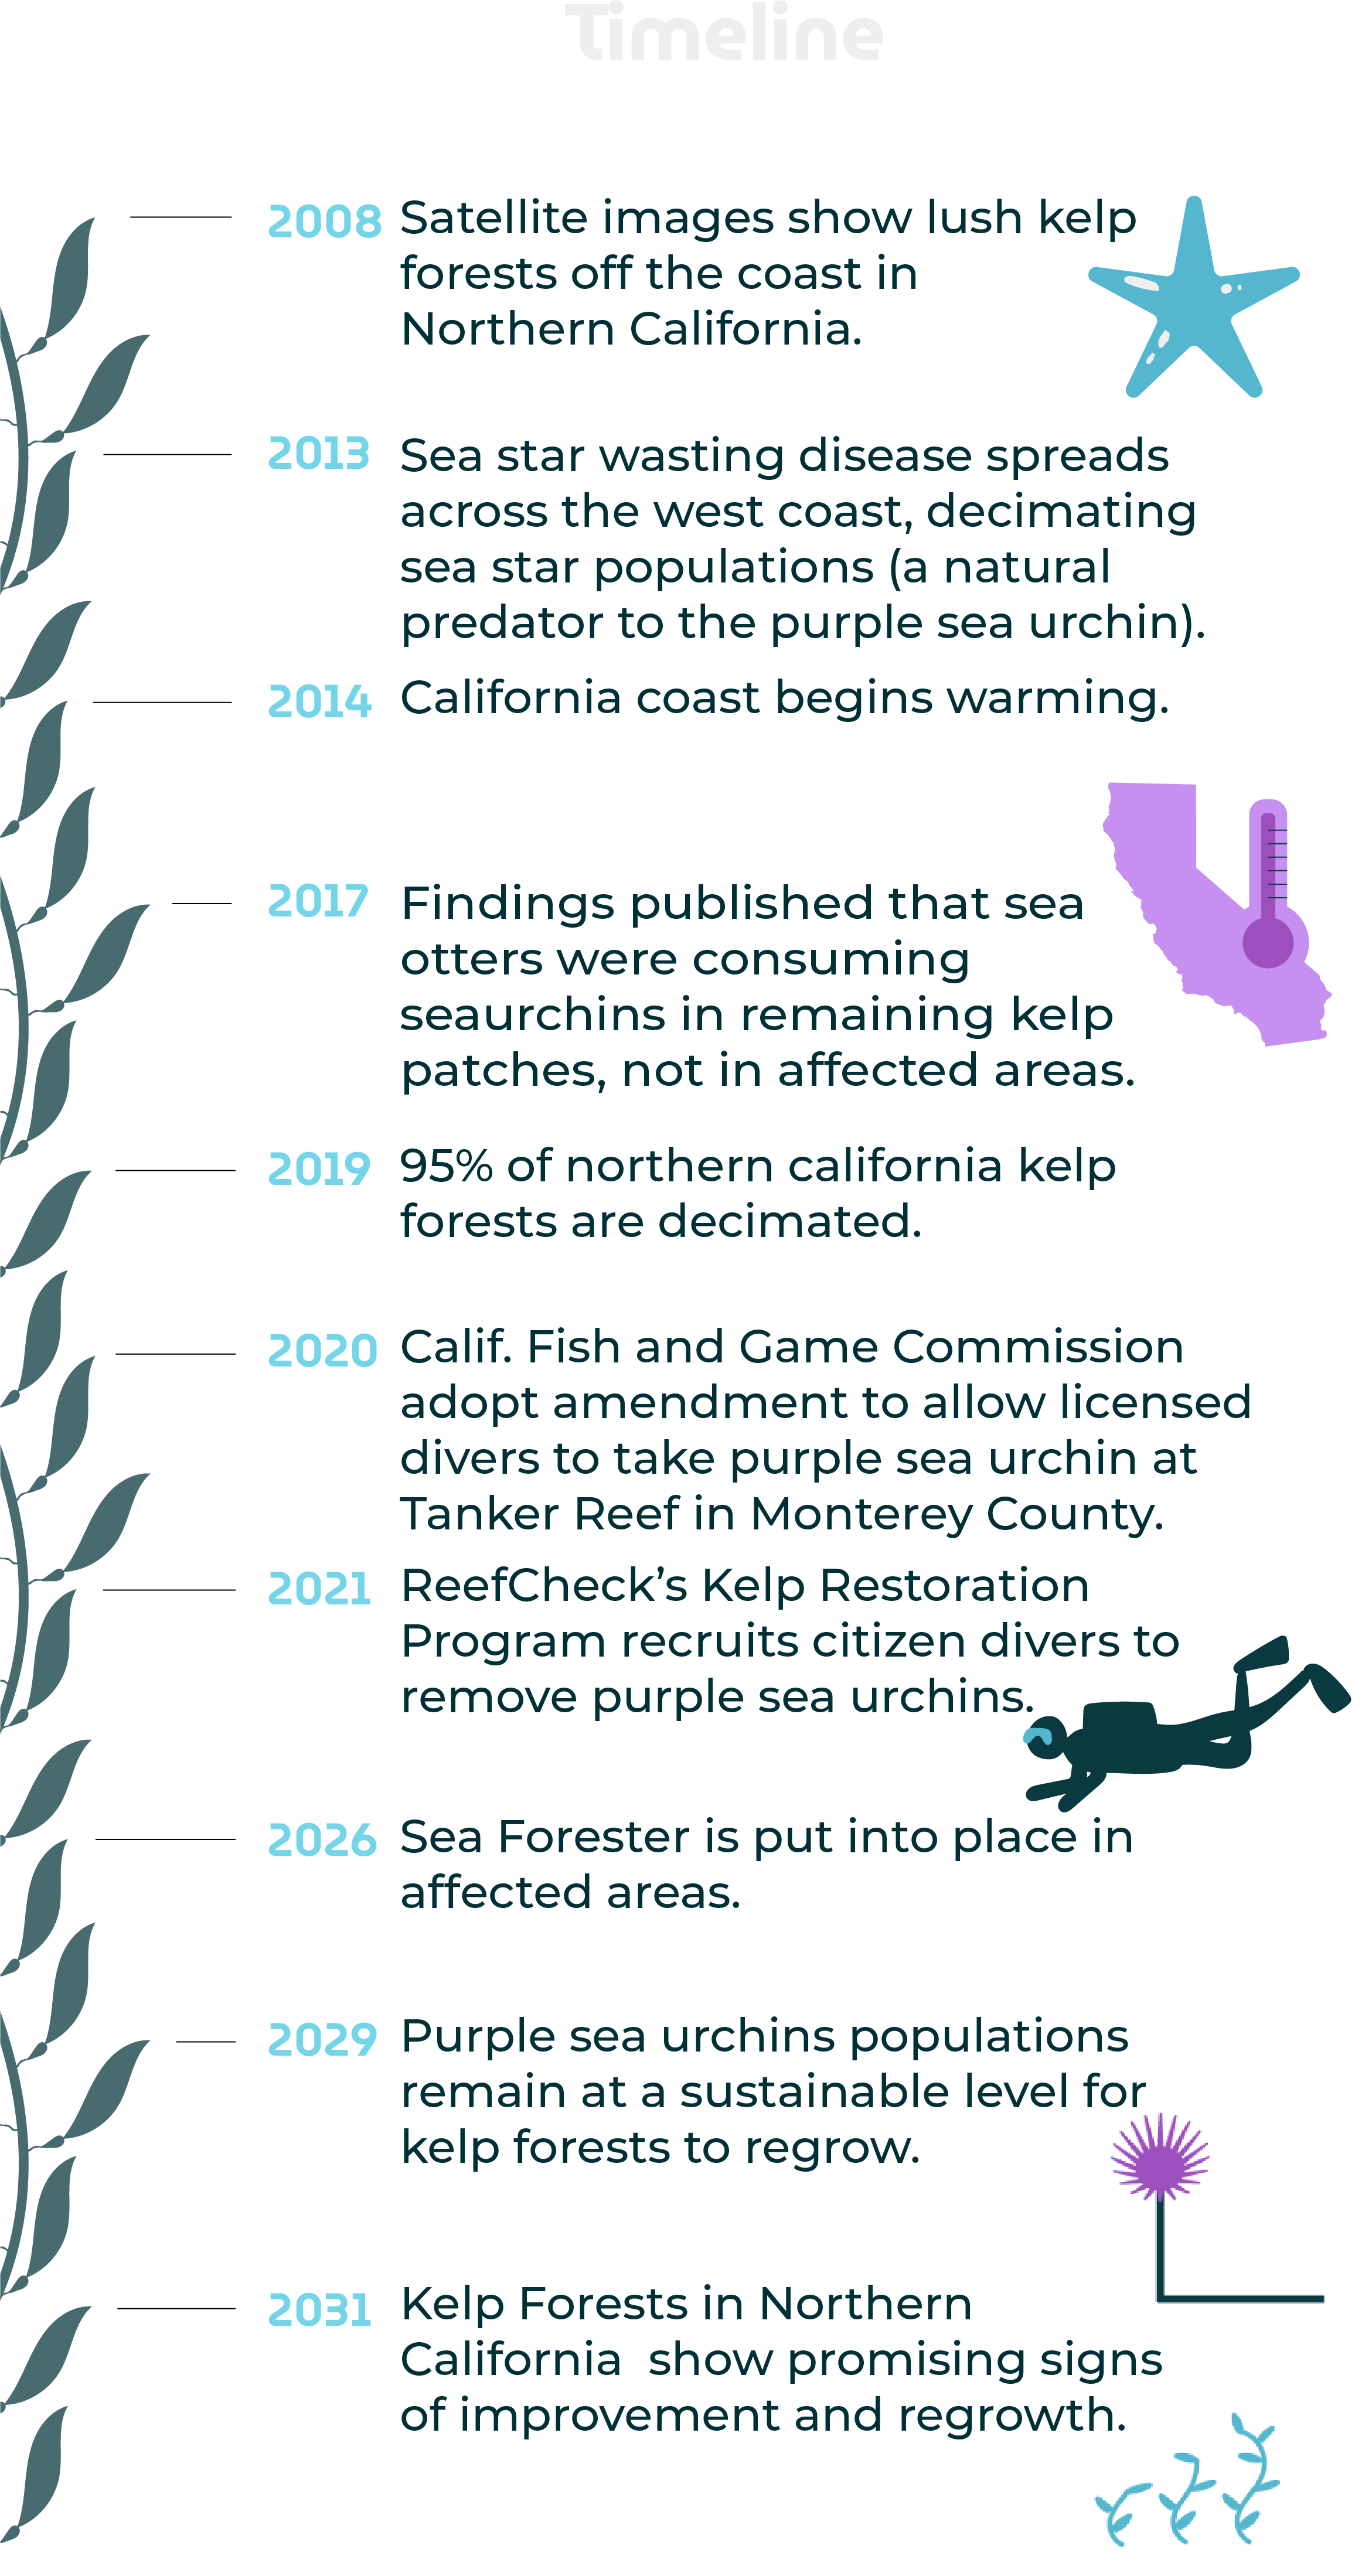 Timeline
2008 Satellite images show lush kelp
forests off the coast in
Northern California.
2013 Sea star wasting disease spreads
across the west coast, decimating
sea star populations (a natural
predator to the purple sea urchin).
2014 California coast begins warming.
2017 Findings published that sea
otters were consuming
seaurchins in remaining kelp
patches, not in affected areas.
2019 95% of northern california kelp
forests are decimated.
2020 Calif. Fish and Game Commission
adopt amendment to allow licensed
divers to take purple sea urchin at
Tanker Reef in Monterey County.
2021 ReefCheck’s Kelp Restoration
Program recruits citizen divers to
remove purple sea urchins.
2026 Sea Forester is put into place in
affected areas.
2029 Purple sea urchins populations
remain at a sustainable level for
kelp forests to regrow.
2031 Kelp Forests in Northern
California  show promising signs
of improvement and regrowth.